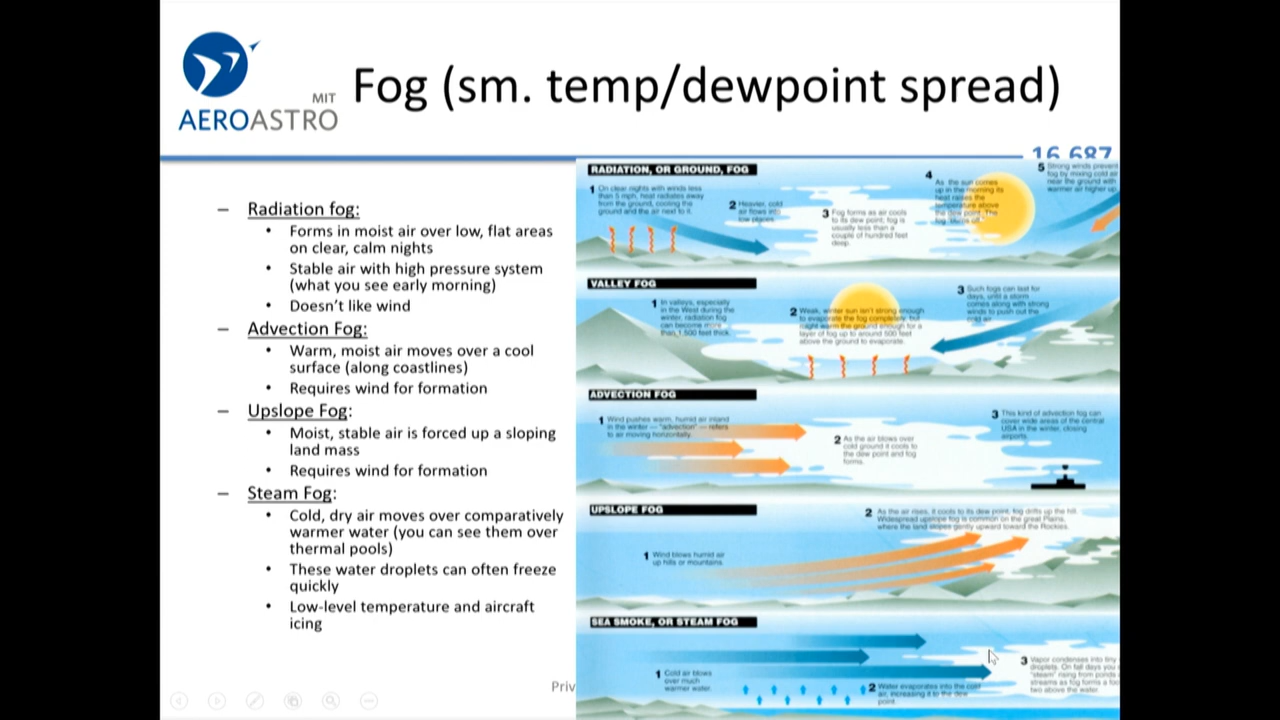 MIT
AEROASTRO
Fog (sm. temp/dewpoint spread)
16.687
– Radiation fog:
• Forms in moist air over low, flat areas
on clear, calm nights
• Stable air with high pressure system
(what you see early morning)
• Doesn't like wind
– Advection Fog:
• Warm, moist air moves over a cool
surface (along coastlines)
• Requires wind for formation
– Upslope Fog:
• Moist, stable air is forced up a sloping
land mass
• Requires wind for formation
– Steam Fog:
• Cold, dry air moves over comparatively
warmer water (you can see them over
thermal pools)
• These water droplets can often freeze
quickly
• Low-level temperature and aircraft
icing
Priv
RADIATION, OR GROUND, FOG
1 On clear nights with winds less
than 5 mph, heat radiates away
from the ground, cooling the
ground and the air next to it.
2 Heavier, cold
air flows into
low places.
3 Fog forms as air cools
to its dew point; fog is
usually less than a
couple of hundred feet
deep.
4 As the sun comes
up in the morning its
heat raises the
temperature above
the dew point. The
fog
5 Strong winds prevent
fog by mixing cold air
near the ground with
warmer air higher up.
VALLEY FOG
1 In valleys, especially
in the West during the
winter, radiation fog
can become more
than 1,500 feet thick.
2 Weak, winter sun isn't strong enough
to evaporate the fog completely, but
might warm the ground enough for a
layer of fog up to around 500 feet
above the ground to evaporate.
3 Such fogs can last for
days, until a storm
comes along with strong
winds to push out the
air.
ADVECTION FOG
1 Wind pushes warm, humid air inland
in the winter — "advection" — refers
to air moving horizontally.
2 As the air blows over
cold ground it cools to
the dew point and fog
forms.
3 This kind of advection fog can
cover wide areas of the central
USA in the winter, closing
airports.
UPSLOPE FOG
1 Wind blows humid air
up hills or mountains.
2 As the air rises, it cools to its dew point, fog drifts up the hill.
Widespread upslope fog is common on the great Plains,
where the land slopes gently upward toward the Rockies.
SEA SMOKE, OR STEAM FOG
1 Cold air blows
over much
warmer water.
2 Water evaporates into the cold
air, increasing it to the dew
point.
3 Vapor condenses into tiny
droplets. On fall days you
"steam" rising from ponds
streams as fog forms a foo
two above the water.